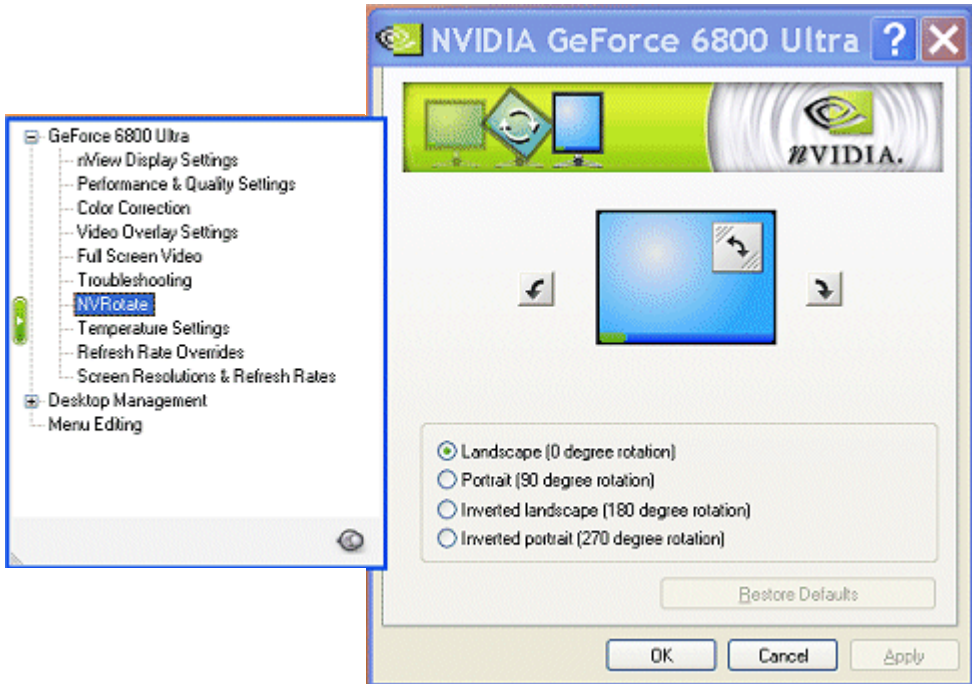 NVIDIA GeForce 6800 Ultra
nVIDIA.
GeForce 6800 Ultra
nView Display Settings
Performance & Quality Settings
Color Correction
Video Overlay Settings
Full Screen Video
Troubleshooting
NVRotate
Temperature Settings
Refresh Rate Overrides
Screen Resolutions & Refresh Rates
Desktop Management
Menu Editing
Landscape (0 degree rotation)
Portrait (90 degree rotation)
Inverted landscape (180 degree rotation)
Inverted portrait (270 degree rotation)
Restore Defaults
OK Cancel Apply